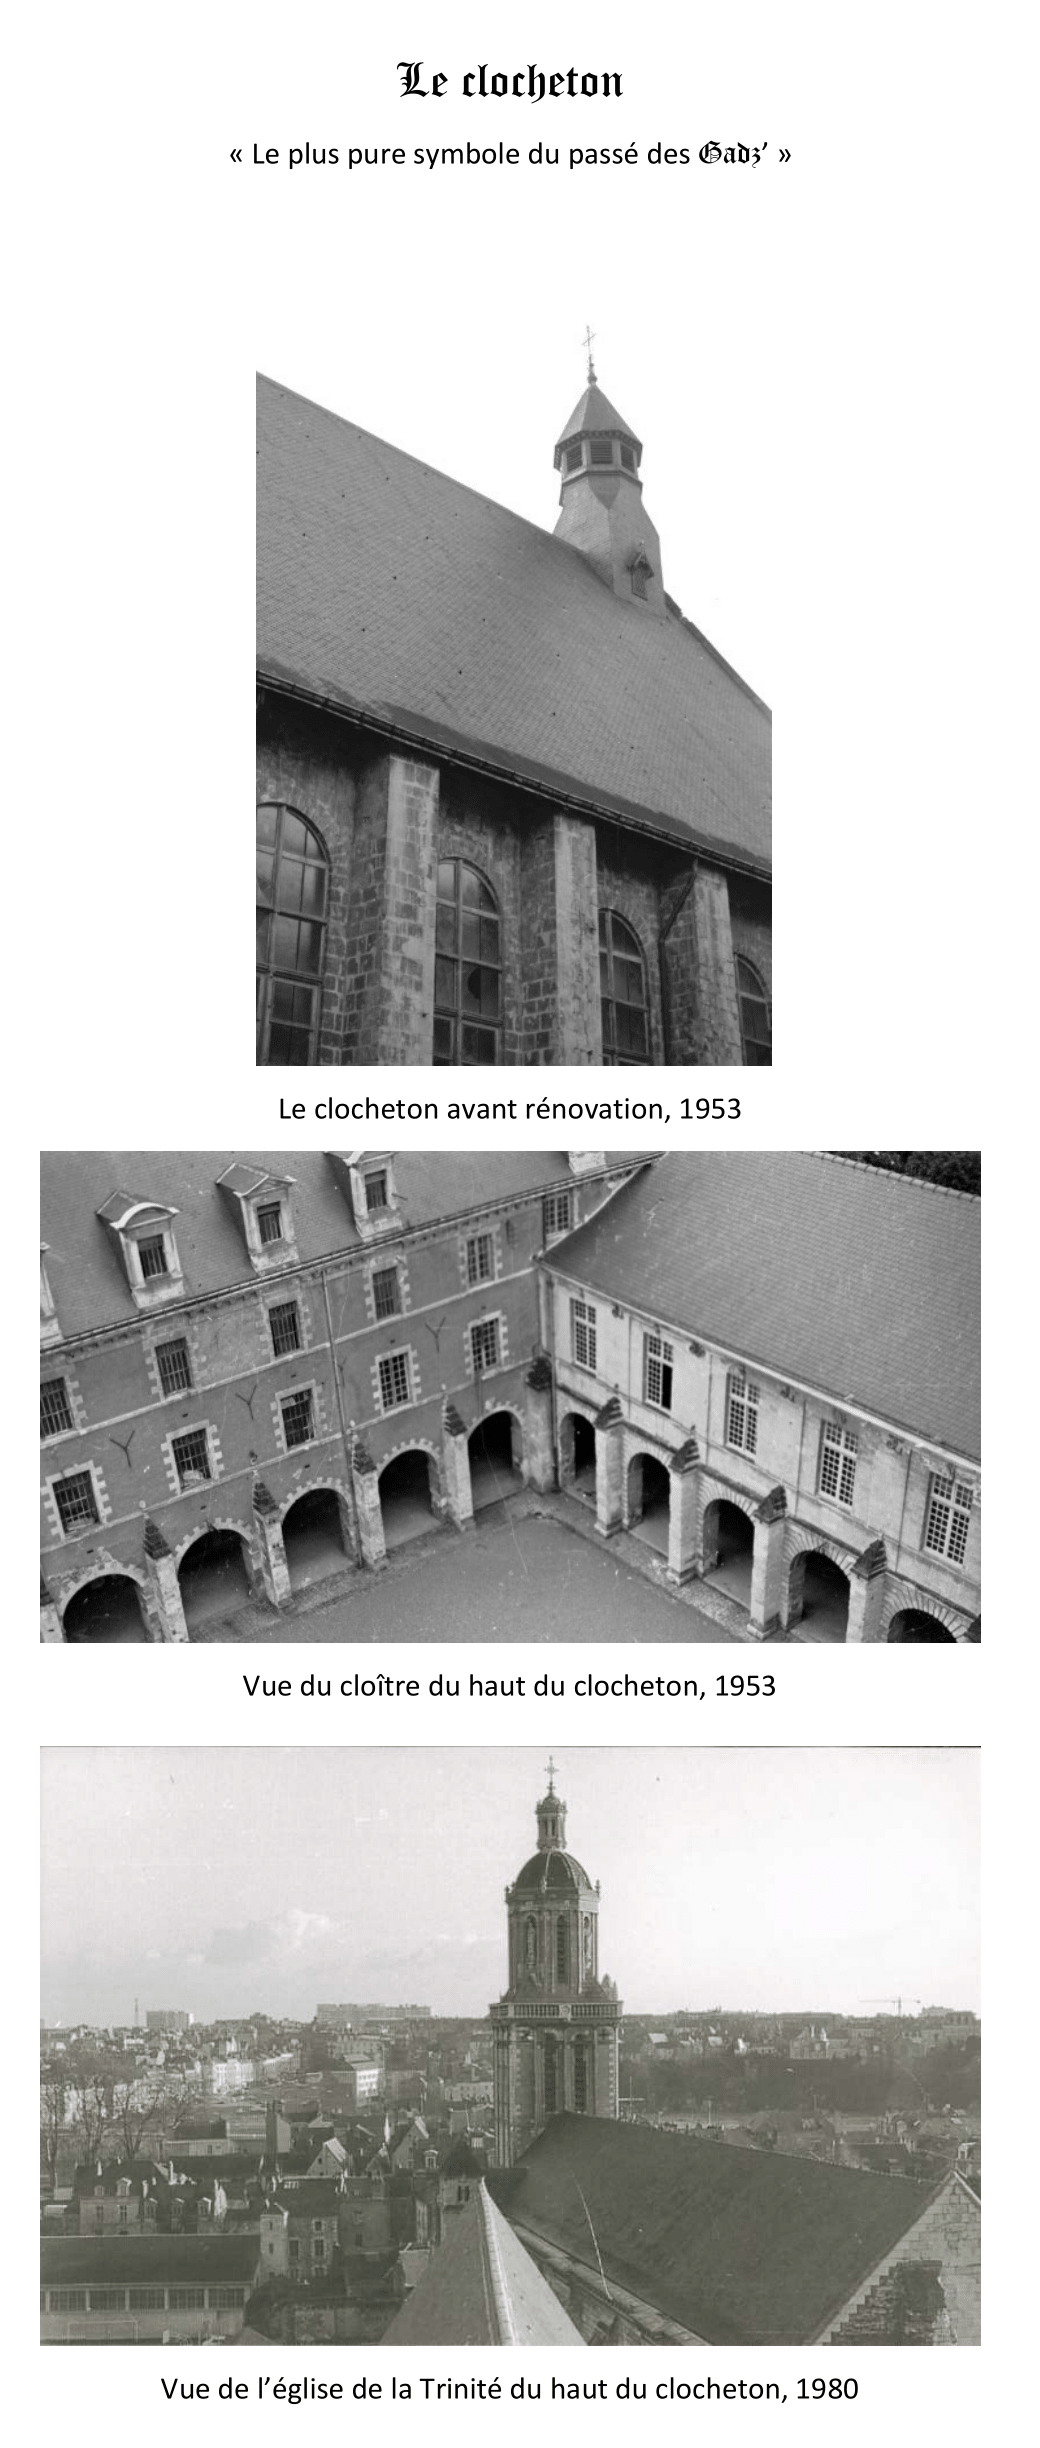 Le clocheton
« Le plus pure symbole du passé des Gadz’ »
Le clocheton avant rénovation, 1953
Vue du cloître du haut du clocheton, 1953
Vue de l’église de la Trinité du haut du clocheton, 1980